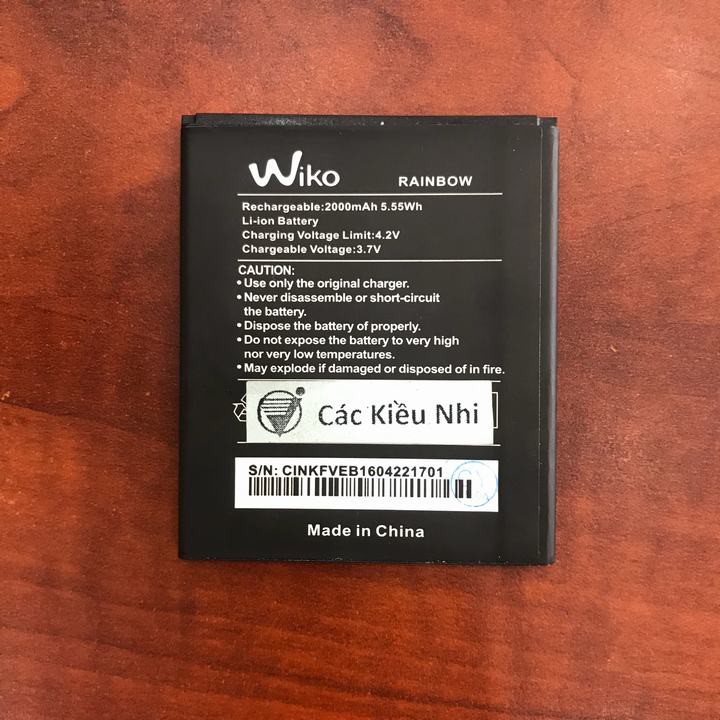 Wiko RAINBOW
Rechargeable:2000mAh 5.55Wh
Li-ion Battery
Charging Voltage Limit:4.2V
Chargeable Voltage:3.7V
CAUTION:
• Use only the original charger.
• Never disassemble or short-circuit
the battery.
• Dispose the battery of properly.
• Do not expose the battery to very high
nor very low temperatures.
• May explode if damaged or disposed of in fire.
Các Kiều Nhi
S/N: CINKFVEB1604221701
Made in China